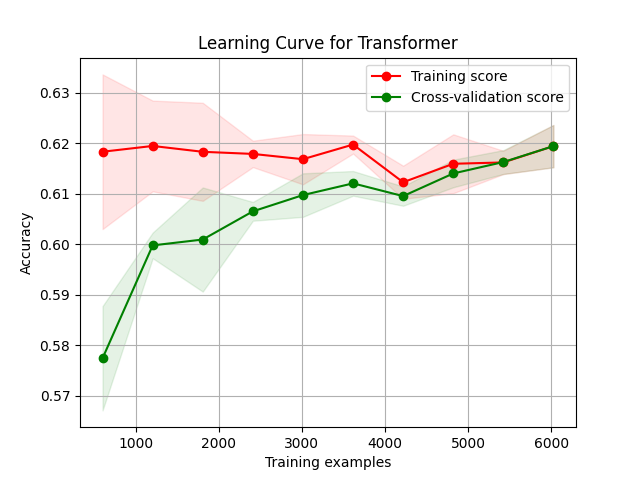 Learning Curve for Transformer
Training score
Cross-validation score
0.63
0.62
0.61
0.60
0.59
0.58
0.57
Accuracy
1000 2000 3000 4000 5000 6000
Training examples